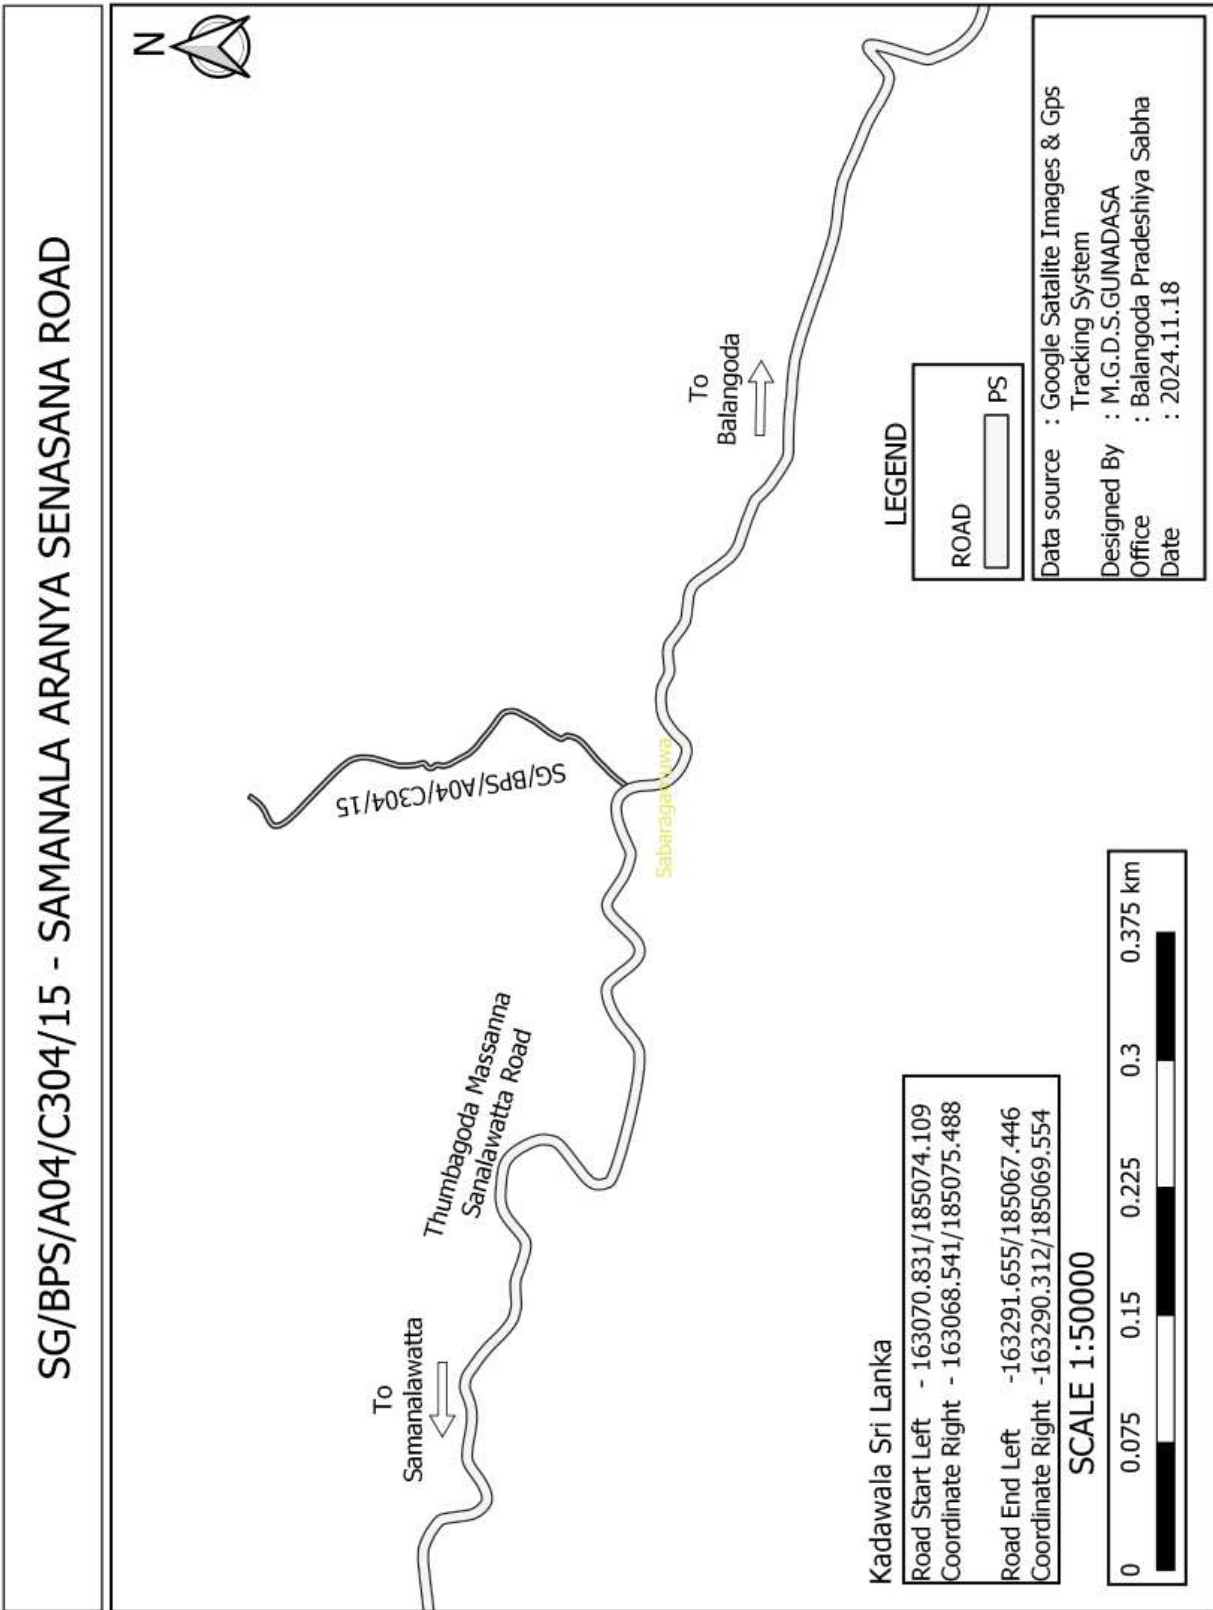 SG/BPS/A04/C304/15 - SAMANALA ARANYA SENASANA ROAD
N
To
Samanalawatta
Thumbagoda Massanna
Sanalawatta Road
SG/BPS/A04/C304/15
Sabaragamuwa
To
Balangoda
Kadawala Sri Lanka
Road Start Left - 163070.831/185074.109
Coordinate Right - 163068.541/185075.488
Road End Left -163291.655/185067.446
Coordinate Right -163290.312/185069.554
SCALE 1:50000
0 0.075 0.15 0.225 0.3 0.375 km
LEGEND
ROAD
PS
Data source : Google Satalite Images & Gps
Tracking System
Designed By : M.G.D.S.GUNADASA
Office : Balangoda Pradeshiya Sabha
Date : 2024.11.18